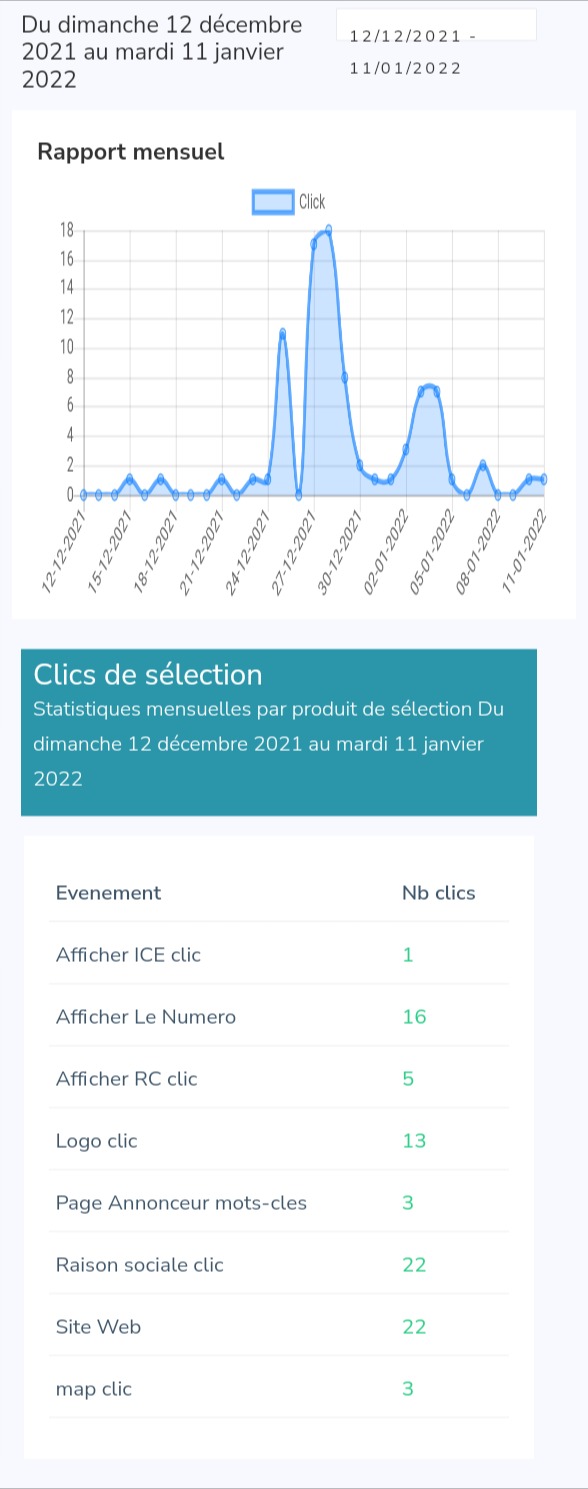 Du dimanche 12 décembre
2021 au mardi 11 janvier
2022
12/12/2021 -
11/01/2022
Rapport mensuel
Click
18
16
14
12
10
8
6
4
2
0
12-12-2021
15-12-2021
18-12-2021
21-12-2021
24-12-2021
27-12-2021
30-12-2021
02-01-2022
05-01-2022
08-01-2022
11-01-2022
Clics de sélection
Statistiques mensuelles par produit de sélection Du
dimanche 12 décembre 2021 au mardi 11 janvier
2022
Evenement Nb clics
Afficher ICE clic 1
Afficher Le Numero 16
Afficher RC clic 5
Logo clic 13
Page Annonceur mots-cles 3
Raison sociale clic 22
Site Web 22
map clic 3